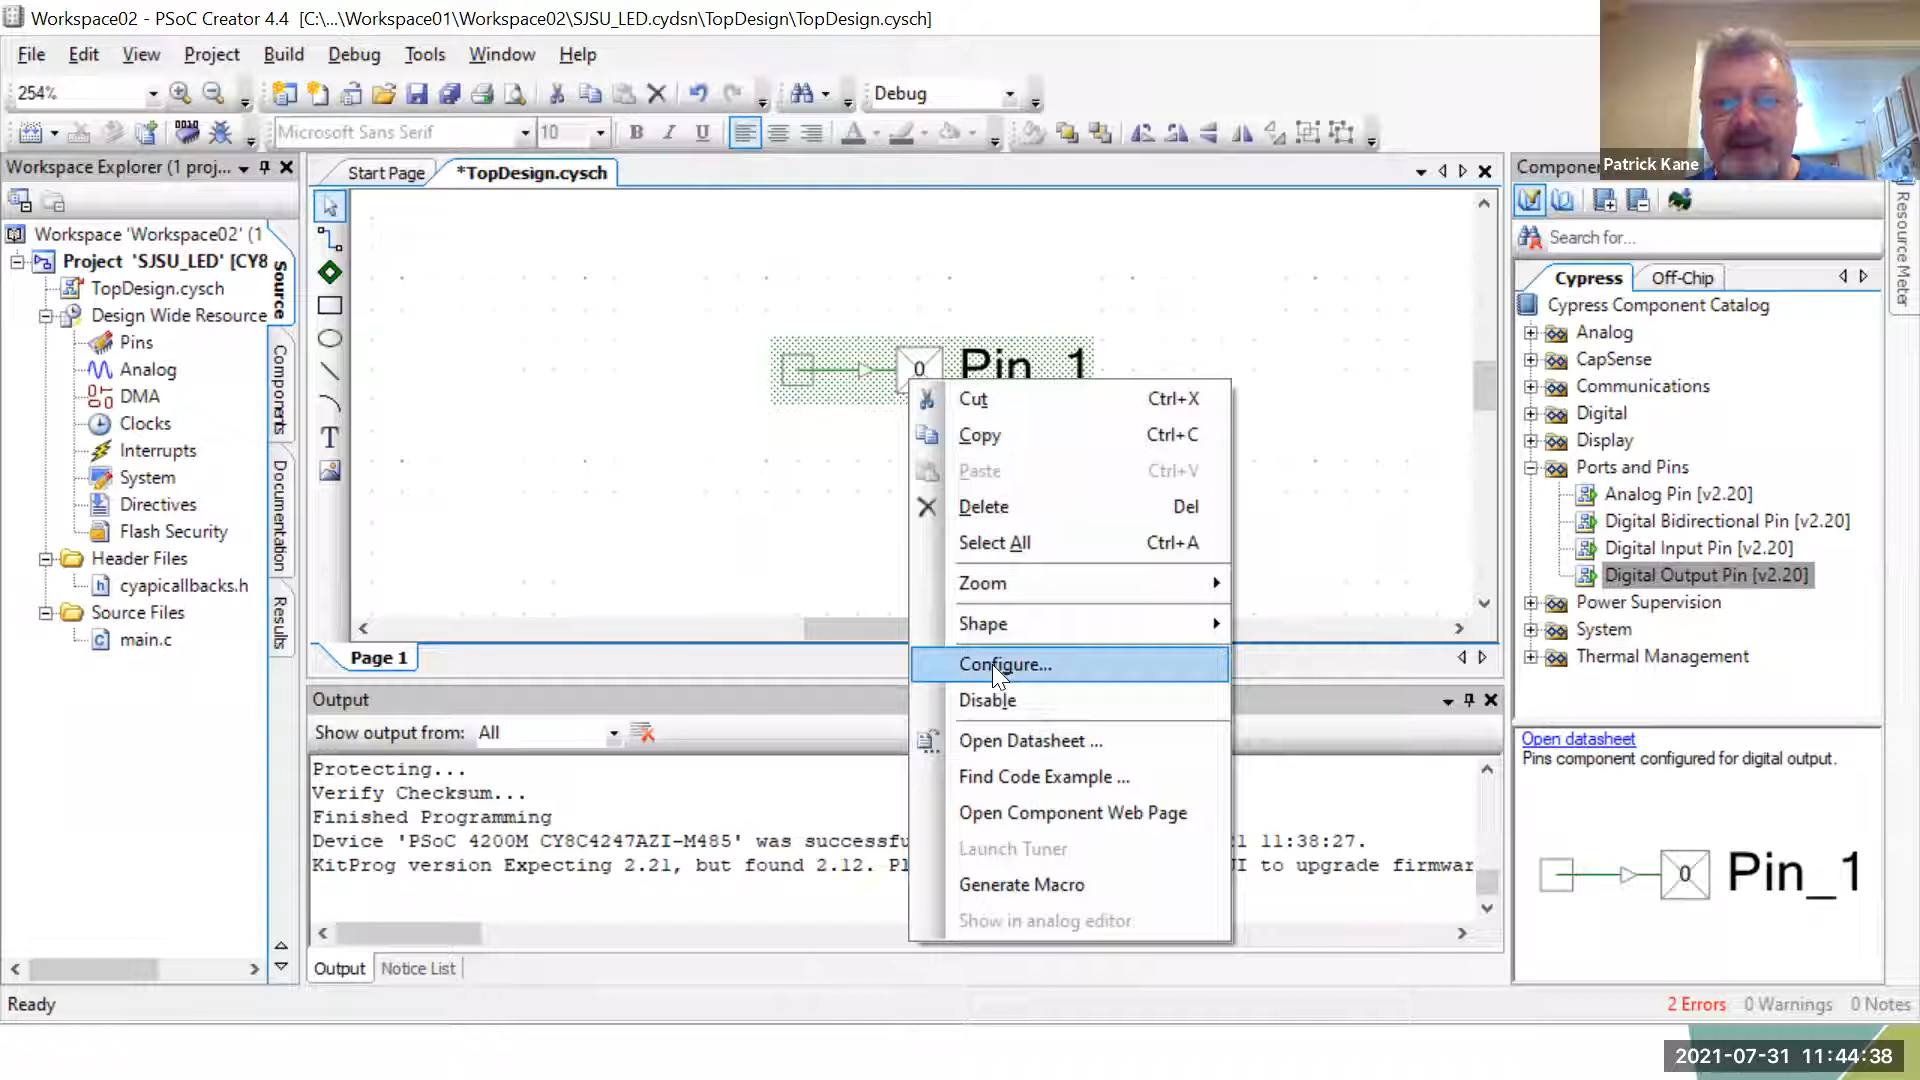 Workspace02 - PSoC Creator 4.4 [C:\...\Workspace01\Workspace02\SJSU_LED.cydsn\TopDesign\TopDesign.cysch]
File Edit View Project Build Debug Tools Window Help
254%
Debug
Microsoft Sans Serif 10 B I U
Patrick Kane
Workspace Explorer (1 proj...
Start Page *TopDesign.cysch
Workspace 'Workspace02' (1
Project 'SJSU_LED' [CY8
TopDesign.cysch
Design Wide Resource
Pins
Analog
DMA
Clocks
Interrupts
System
Directives
Flash Security
Header Files
cyapicallbacks.h
Source Files
main.c
Source
Components
Documentation
Results
T
0 Pin_1
Cut Ctrl+X
Copy Ctrl+C
Paste Ctrl+V
Delete Del
Select All Ctrl+A
Zoom
Shape
Configure...
Disable
Open Datasheet ...
Find Code Example ...
Open Component Web Page
Launch Tuner
Generate Macro
Show in analog editor
Page 1
Output
Show output from: All
Protecting...
Verify Checksum...
Finished Programming
Device 'PSoC 4200M CY8C4247AZI-M485' was successfu 1 11:38:27.
KitProg version Expecting 2.21, but found 2.12. Pl I to upgrade firmwar
Output Notice List
Ready
Compone
Search for...
Cypress Off-Chip
Cypress Component Catalog
Analog
CapSense
Communications
Digital
Display
Ports and Pins
Analog Pin [v2.20]
Digital Bidirectional Pin [v2.20]
Digital Input Pin [v2.20]
Digital Output Pin [v2.20]
Power Supervision
System
Thermal Management
Resource Meter
Open datasheet
Pins component configured for digital output.
0 Pin_1
2 Errors 0 Warnings 0 Notes
2021-07-31 11:44:38